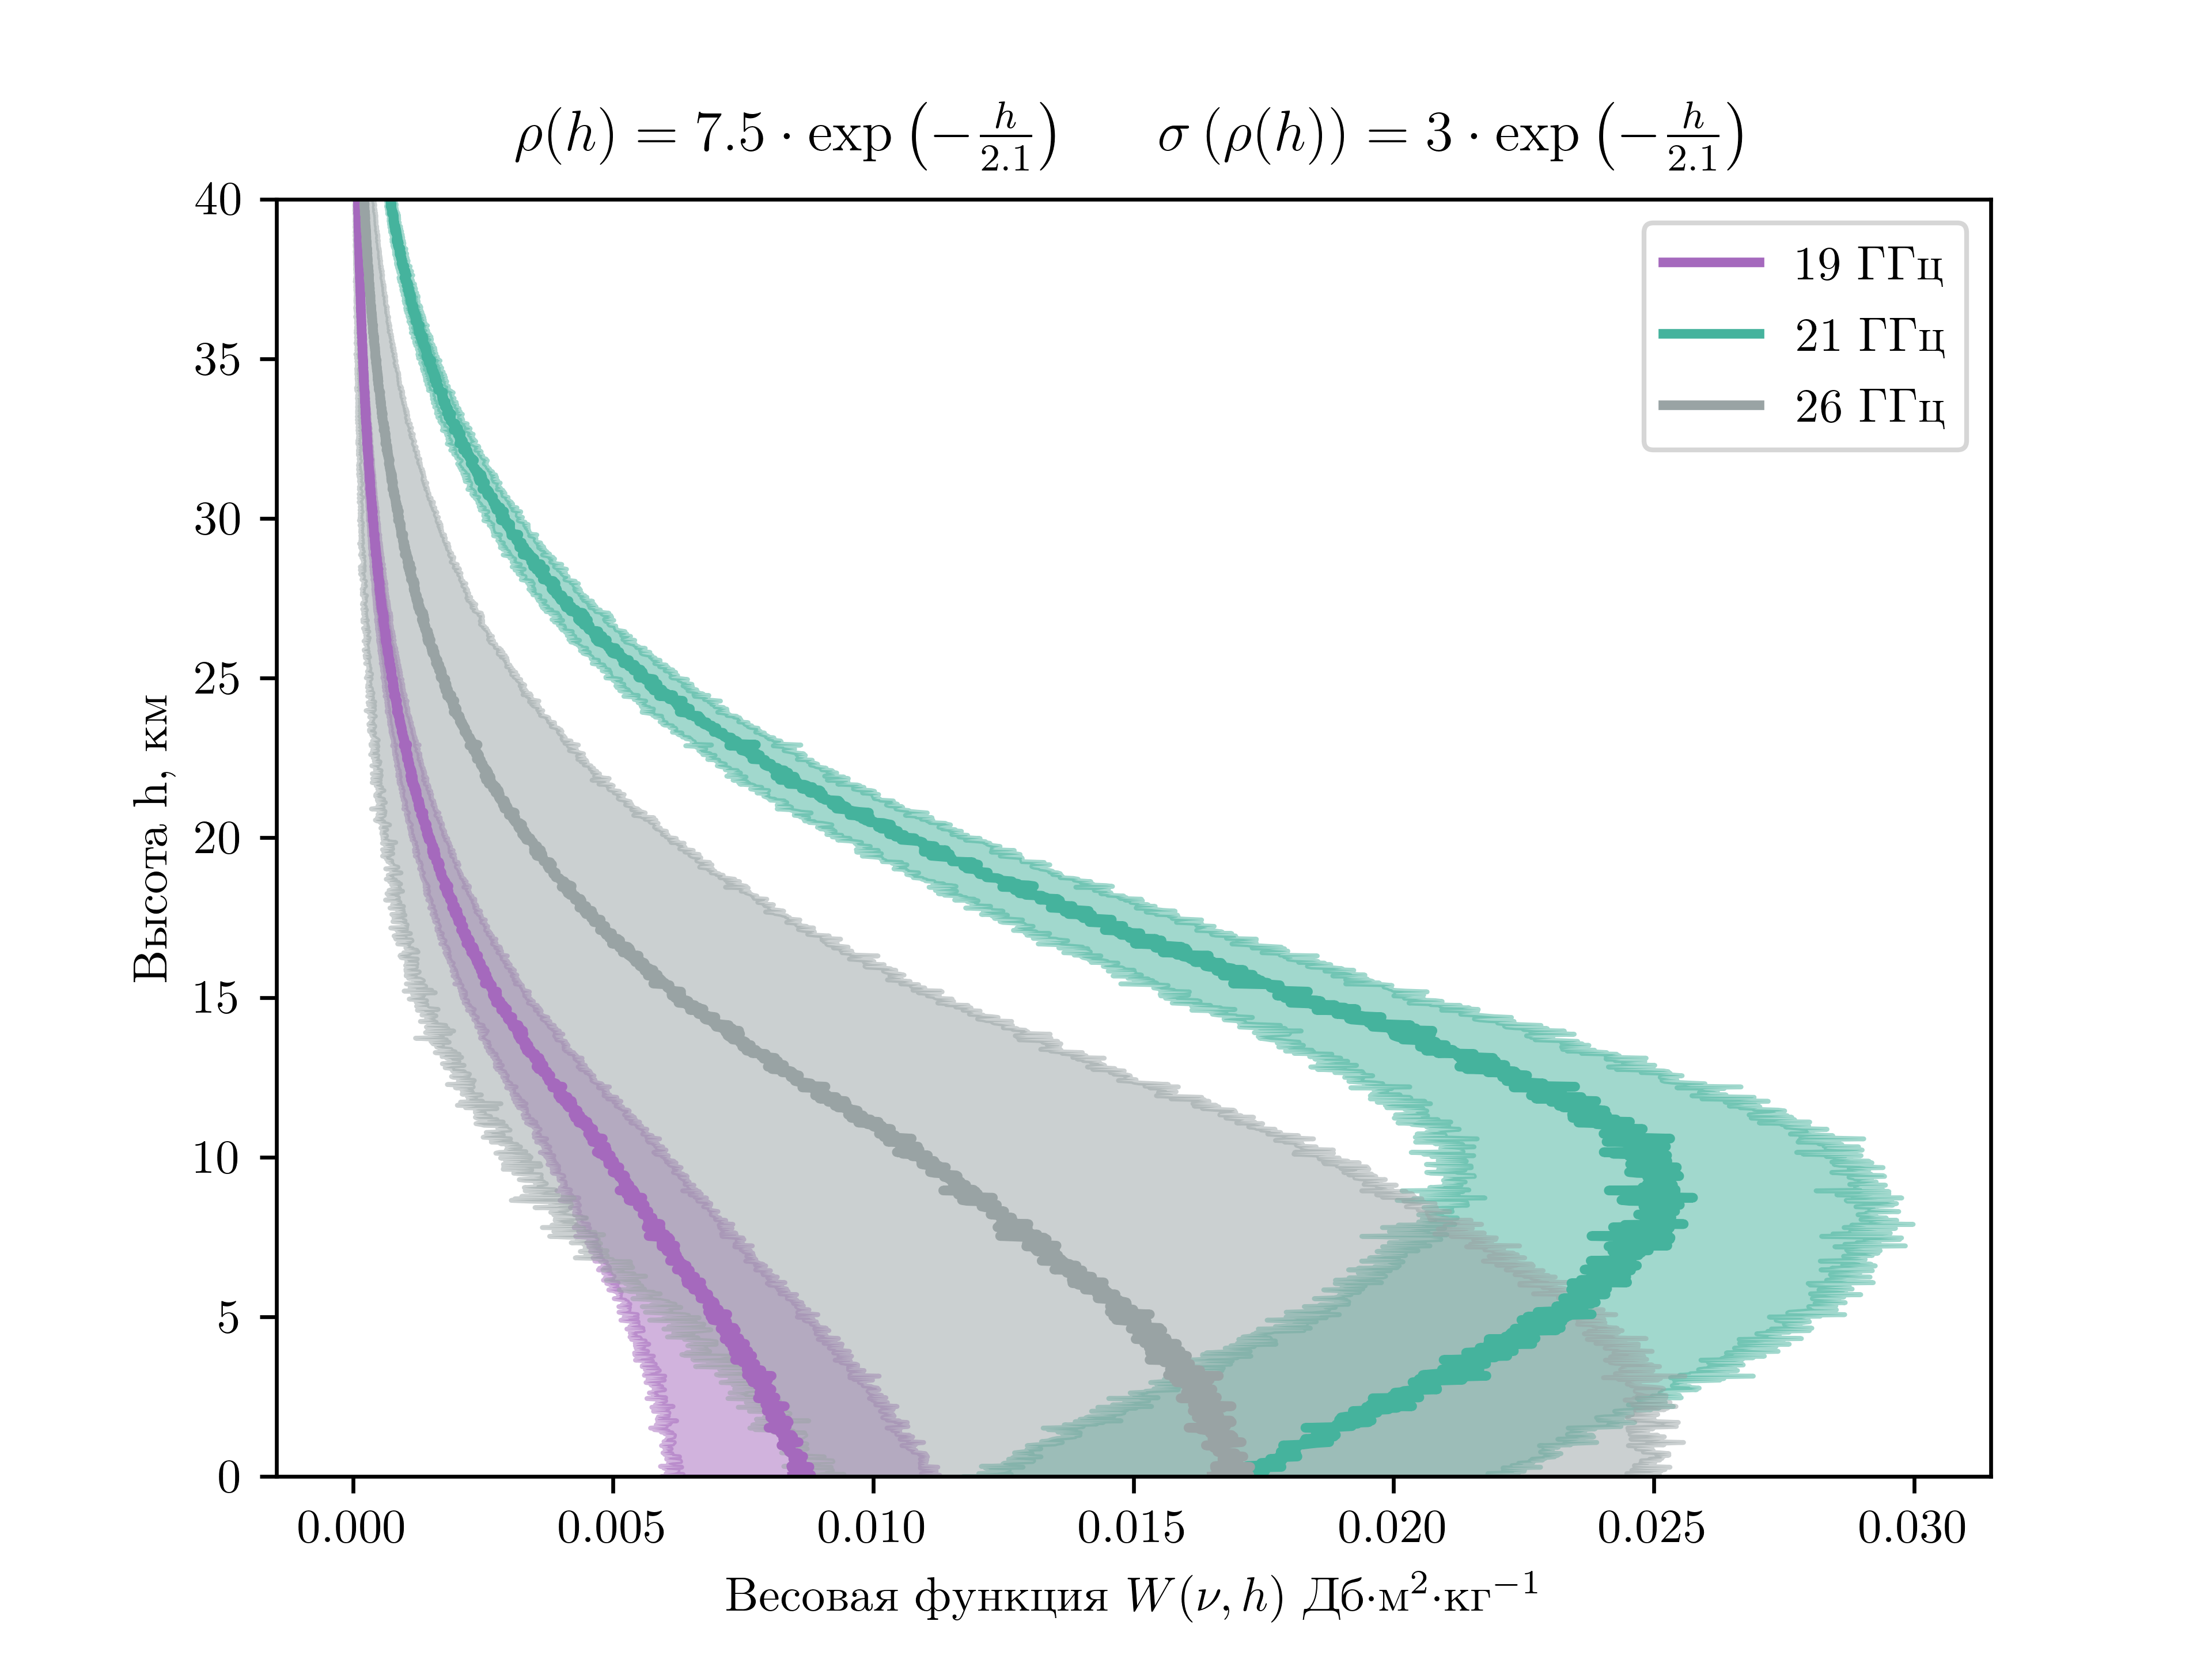 ρ(h) = 7.5 · exp (−h/2.1) σ (ρ(h)) = 3 · exp (−h/2.1)
40
35
30
25
20
15
10
5
0
Высота h, км
19 ГГц
21 ГГц
26 ГГц
0.000 0.005 0.010 0.015 0.020 0.025 0.030
Весовая функция W(ν, h) Дб·м²·кг⁻¹